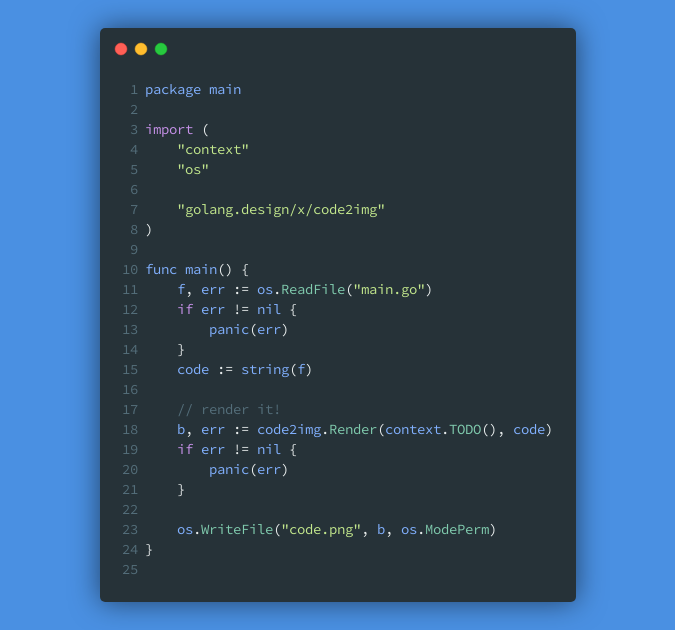 1 package main
2
3 import (
4     "context"
5     "os"
6
7     "golang.design/x/code2img"
8 )
9
10 func main() {
11     f, err := os.ReadFile("main.go")
12     if err != nil {
13         panic(err)
14     }
15     code := string(f)
16
17     // render it!
18     b, err := code2img.Render(context.TODO(), code)
19     if err != nil {
20         panic(err)
21     }
22
23     os.WriteFile("code.png", b, os.ModePerm)
24 }
25